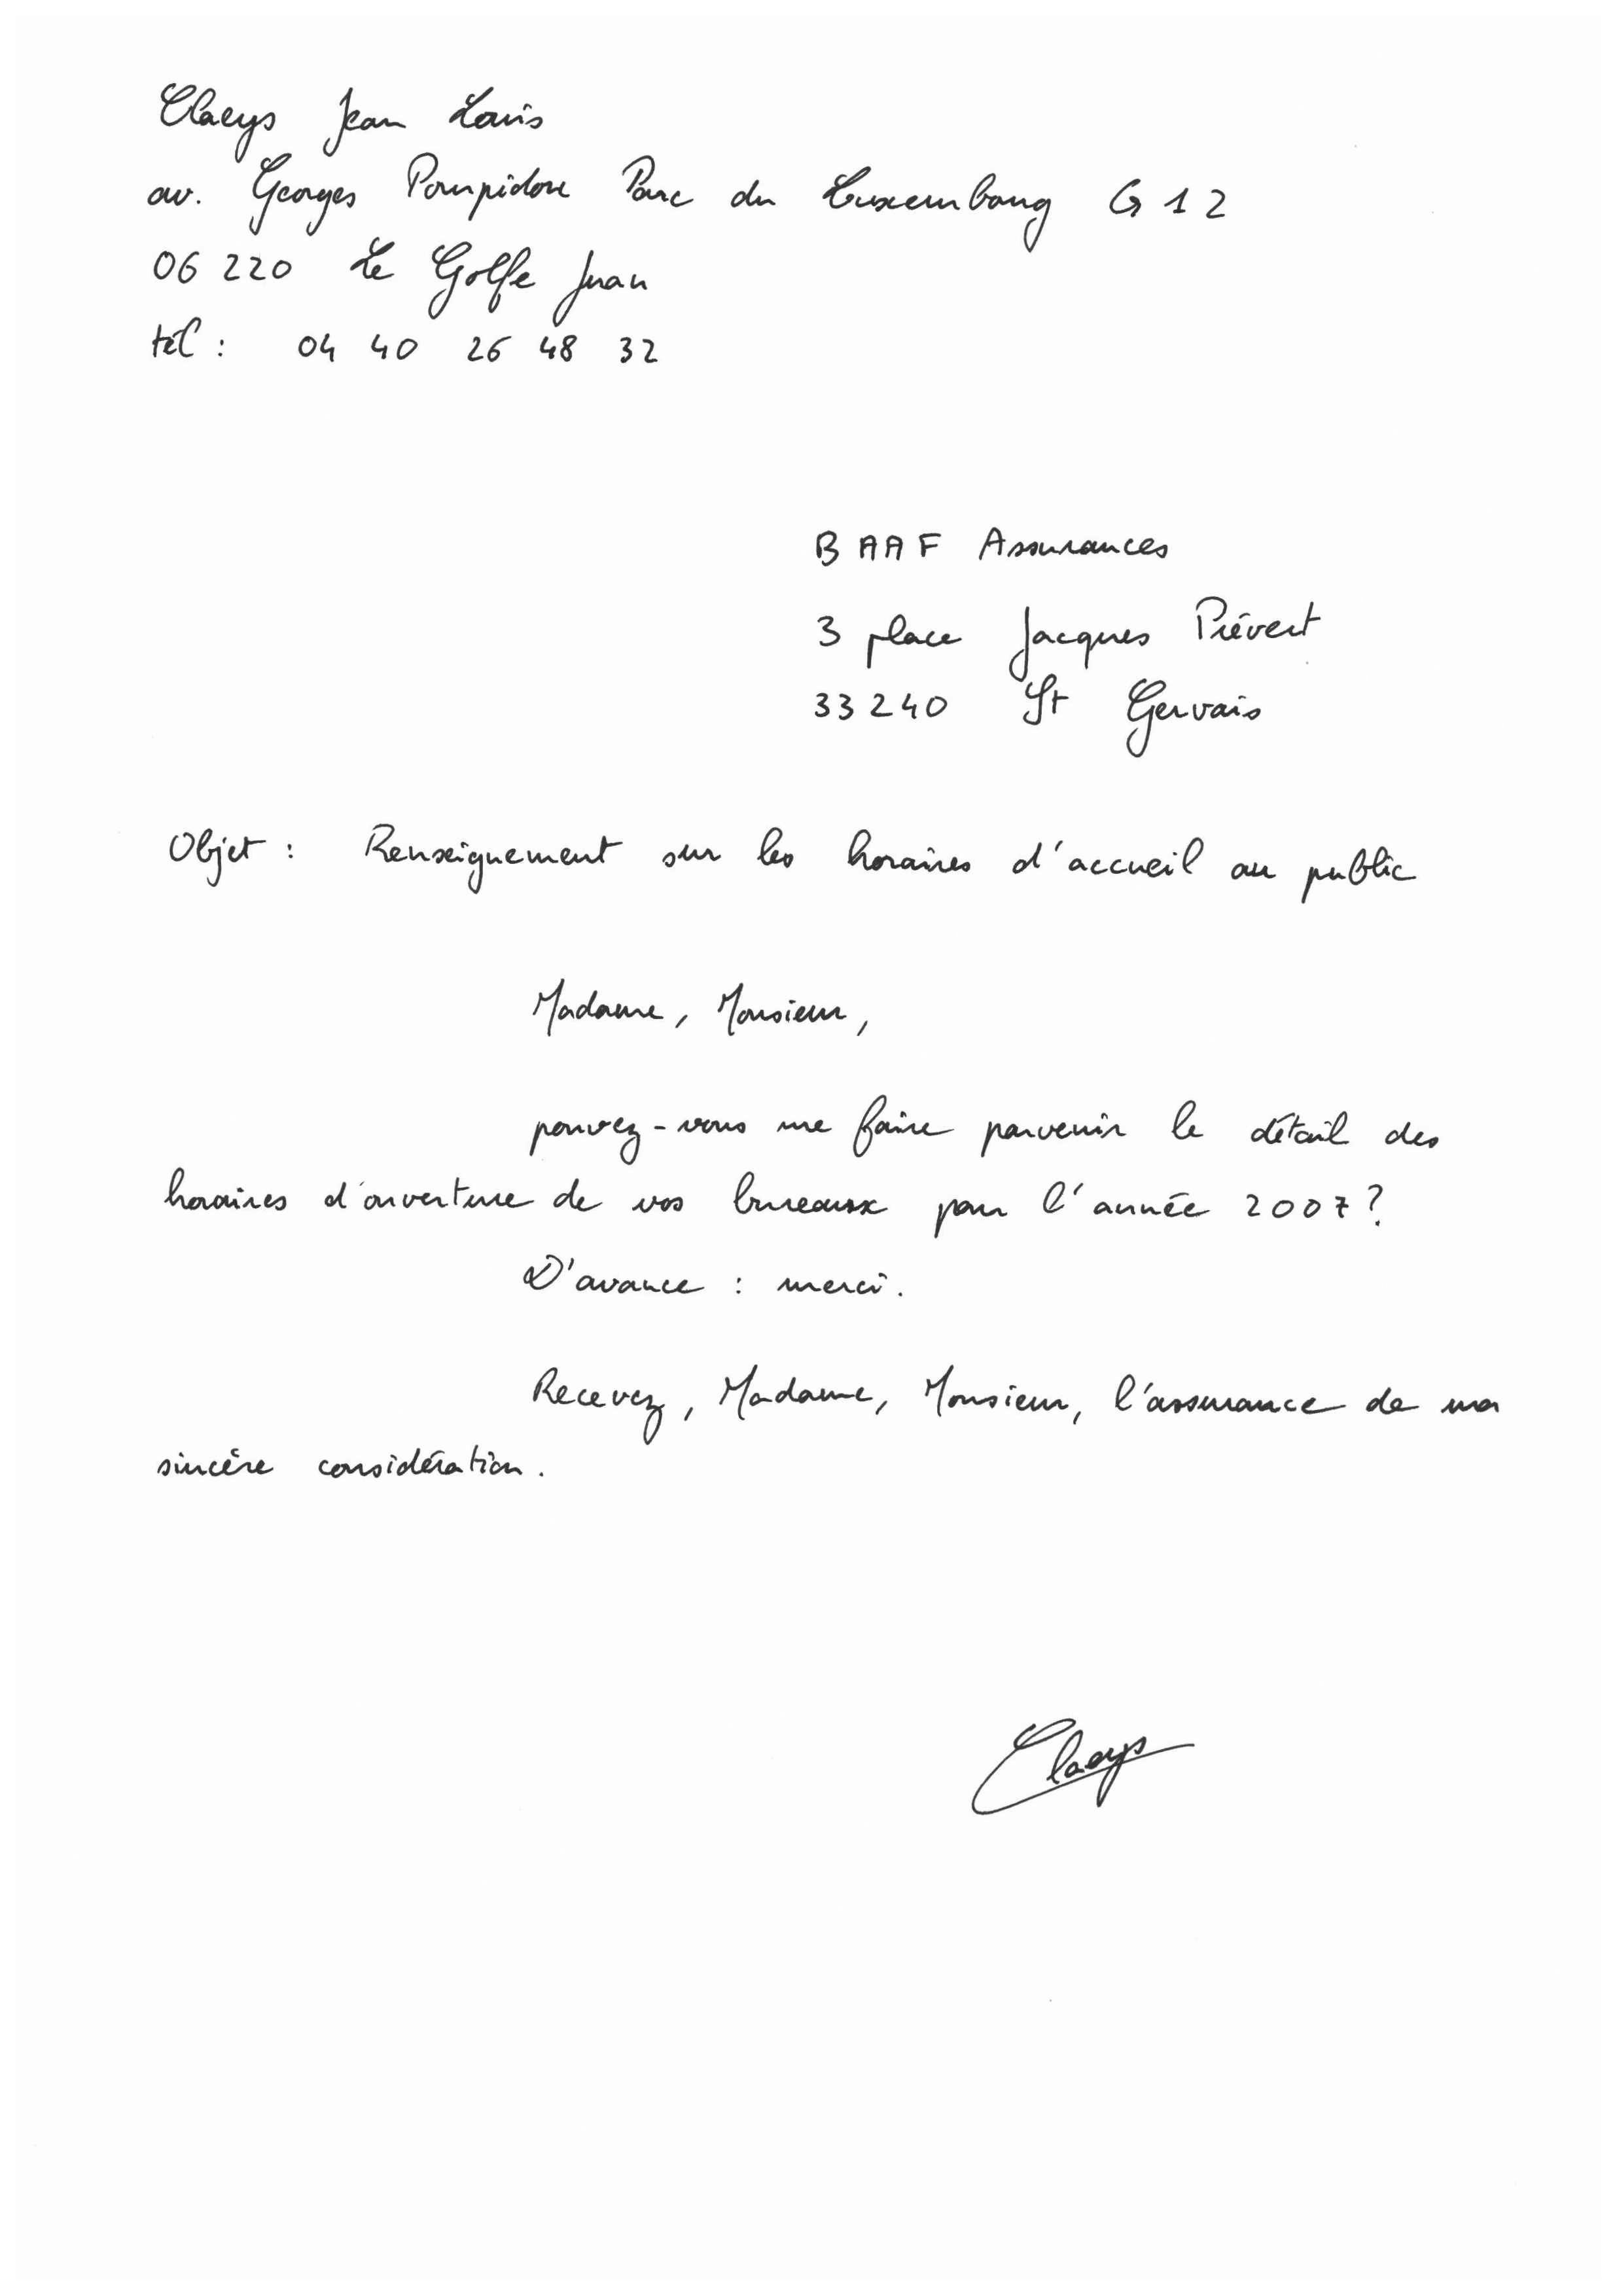 Claeys Jean Louis
av. Georges Pompidou Parc du Luxembourg G 12
06 220 Le Golfe Juan
tél : 04 40 26 48 32
BAAF Assurances
3 place Jacques Prévert
33240 St Gervais
Objet : Renseignement sur les horaires d'accueil au public
Madame, Monsieur,
pouvez-vous me faire parvenir le détail des
horaires d'ouverture de vos bureaux pour l'année 2007 ?
D'avance : merci.
Recevez, Madame, Monsieur, l'assurance de ma
sincère considération.
Claeys